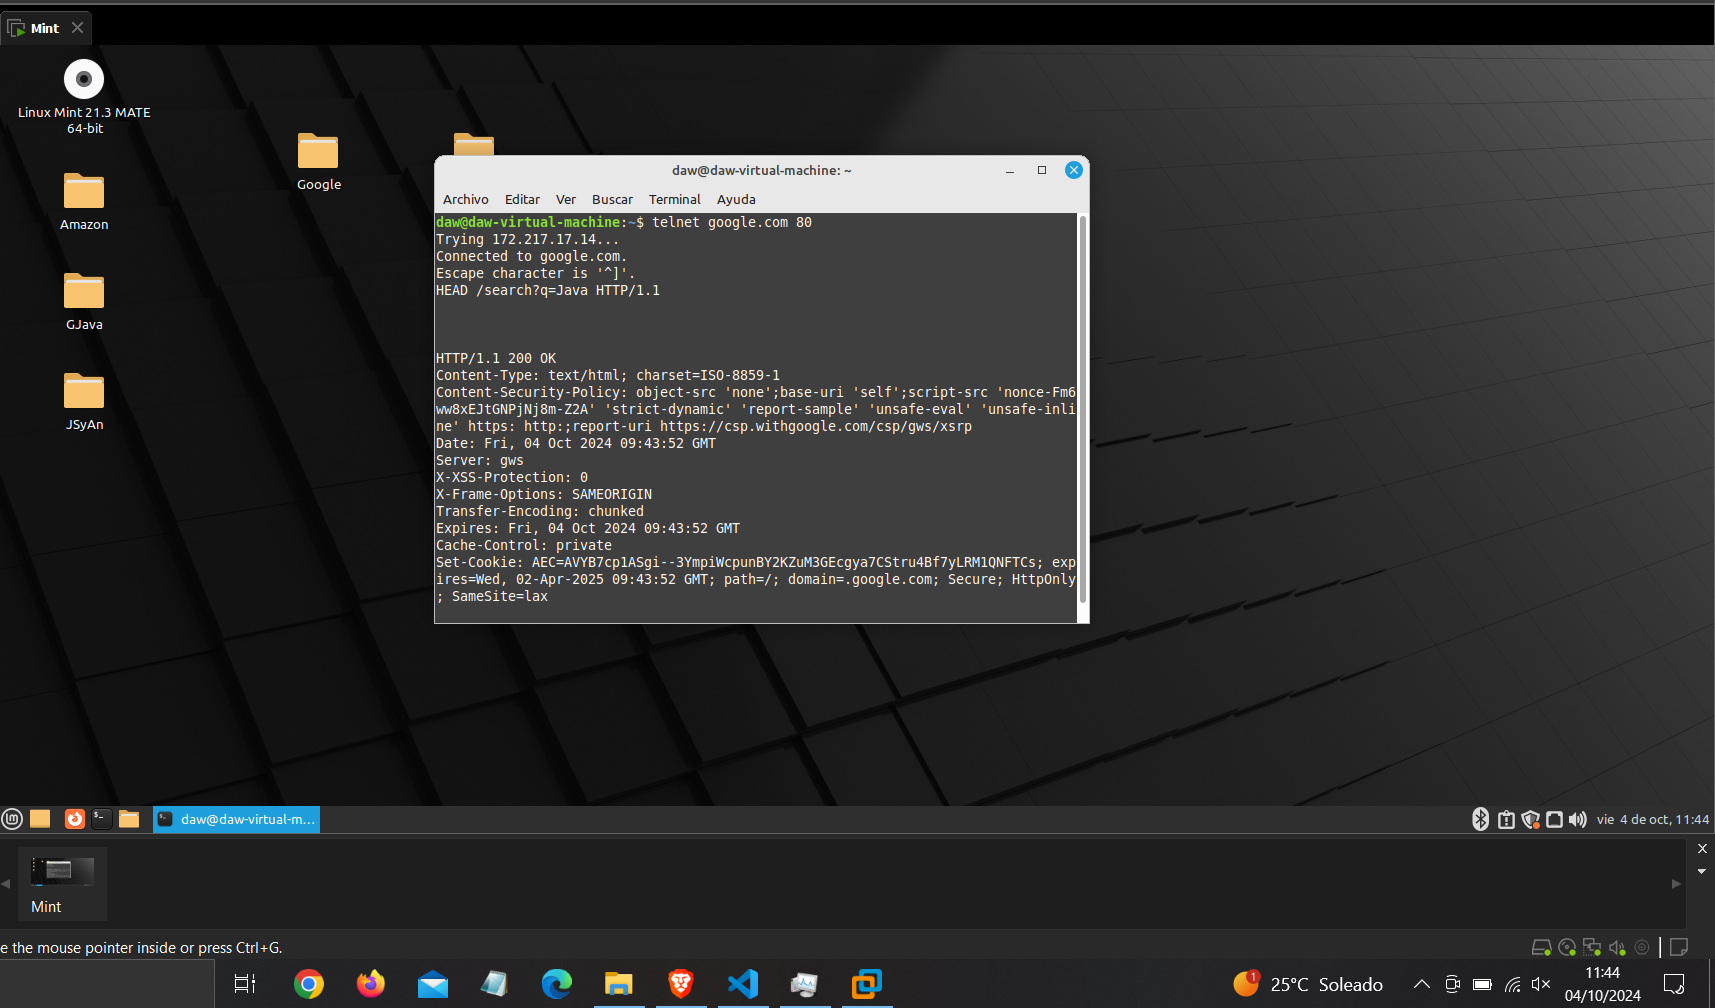 Mint
Linux Mint 21.3 MATE
64-bit
Google
Amazon
GJava
JSyAn
daw@daw-virtual-machine: ~
Archivo Editar Ver Buscar Terminal Ayuda
daw@daw-virtual-machine:~$ telnet google.com 80
Trying 172.217.17.14...
Connected to google.com.
Escape character is '^]'.
HEAD /search?q=Java HTTP/1.1
HTTP/1.1 200 OK
Content-Type: text/html; charset=ISO-8859-1
Content-Security-Policy: object-src 'none';base-uri 'self';script-src 'nonce-Fm6
ww8xEJtGNPjNj8m-Z2A' 'strict-dynamic' 'report-sample' 'unsafe-eval' 'unsafe-inli
ne' https: http:;report-uri https://csp.withgoogle.com/csp/gws/xsrp
Date: Fri, 04 Oct 2024 09:43:52 GMT
Server: gws
X-XSS-Protection: 0
X-Frame-Options: SAMEORIGIN
Transfer-Encoding: chunked
Expires: Fri, 04 Oct 2024 09:43:52 GMT
Cache-Control: private
Set-Cookie: AEC=AVYB7cp1ASgi--3YmpiWcpunBY2KZuM3GEcgya7CStru4Bf7yLRM1QNFTCs; exp
ires=Wed, 02-Apr-2025 09:43:52 GMT; path=/; domain=.google.com; Secure; HttpOnly
; SameSite=lax
daw@daw-virtual-m...
vie 4 de oct, 11:44
Mint
e the mouse pointer inside or press Ctrl+G.
1
25°C Soleado
11:44
04/10/2024